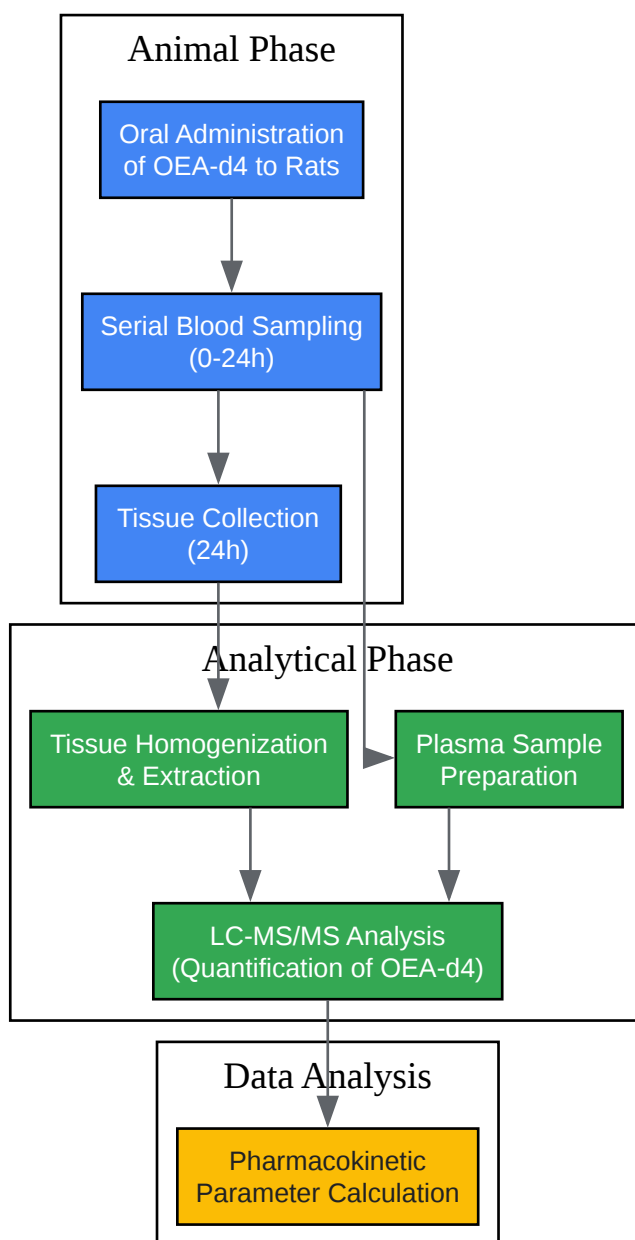 Animal Phase
Oral Administration
of OEA-d4 to Rats
Serial Blood Sampling
(0-24h)
Tissue Collection
(24h)
Analytical Phase
Tissue Homogenization
& Extraction
Plasma Sample
Preparation
LC-MS/MS Analysis
(Quantification of OEA-d4)
Data Analysis
Pharmacokinetic
Parameter Calculation